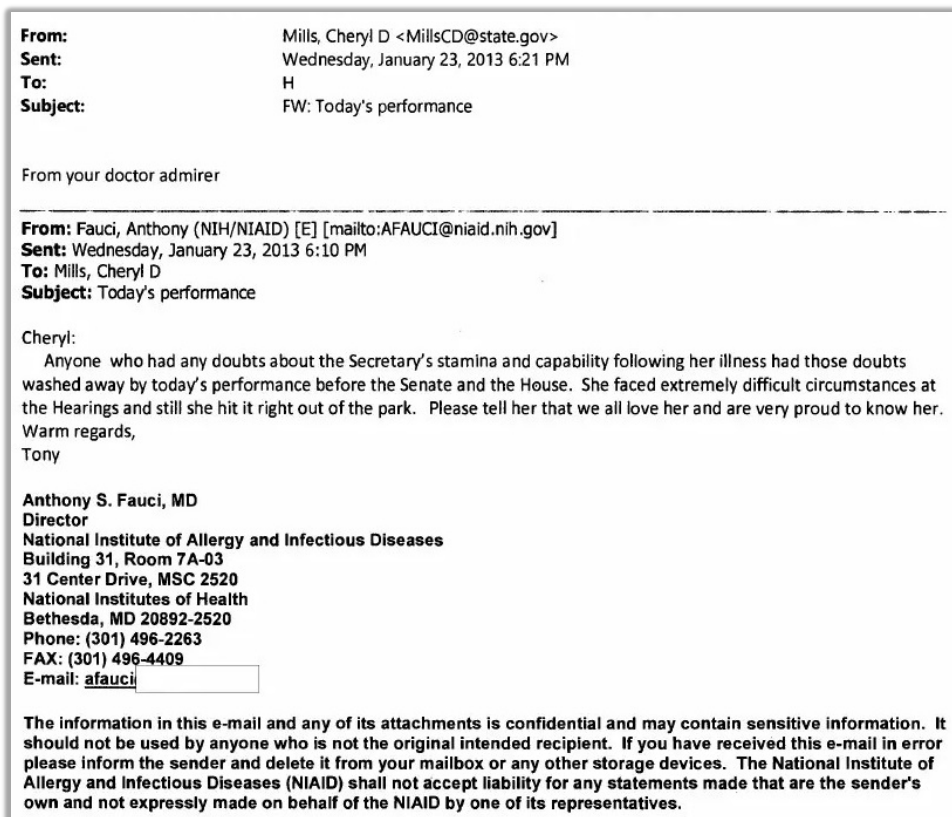 From: Mills, Cheryl D <MillsCD@state.gov>
Sent: Wednesday, January 23, 2013 6:21 PM
To: H
Subject: FW: Today's performance
From your doctor admirer
From: Fauci, Anthony (NIH/NIAID) [E] [mailto:AFAUCI@niaid.nih.gov]
Sent: Wednesday, January 23, 2013 6:10 PM
To: Mills, Cheryl D
Subject: Today's performance
Cheryl:
Anyone who had any doubts about the Secretary's stamina and capability following her illness had those doubts
washed away by today's performance before the Senate and the House. She faced extremely difficult circumstances at
the Hearings and still she hit it right out of the park. Please tell her that we all love her and are very proud to know her.
Warm regards,
Tony
Anthony S. Fauci, MD
Director
National Institute of Allergy and Infectious Diseases
Building 31, Room 7A-03
31 Center Drive, MSC 2520
National Institutes of Health
Bethesda, MD 20892-2520
Phone: (301) 496-2263
FAX: (301) 496-4409
E-mail: afauci
The information in this e-mail and any of its attachments is confidential and may contain sensitive information. It
should not be used by anyone who is not the original intended recipient. If you have received this e-mail in error
please inform the sender and delete it from your mailbox or any other storage devices. The National Institute of
Allergy and Infectious Diseases (NIAID) shall not accept liability for any statements made that are the sender's
own and not expressly made on behalf of the NIAID by one of its representatives.